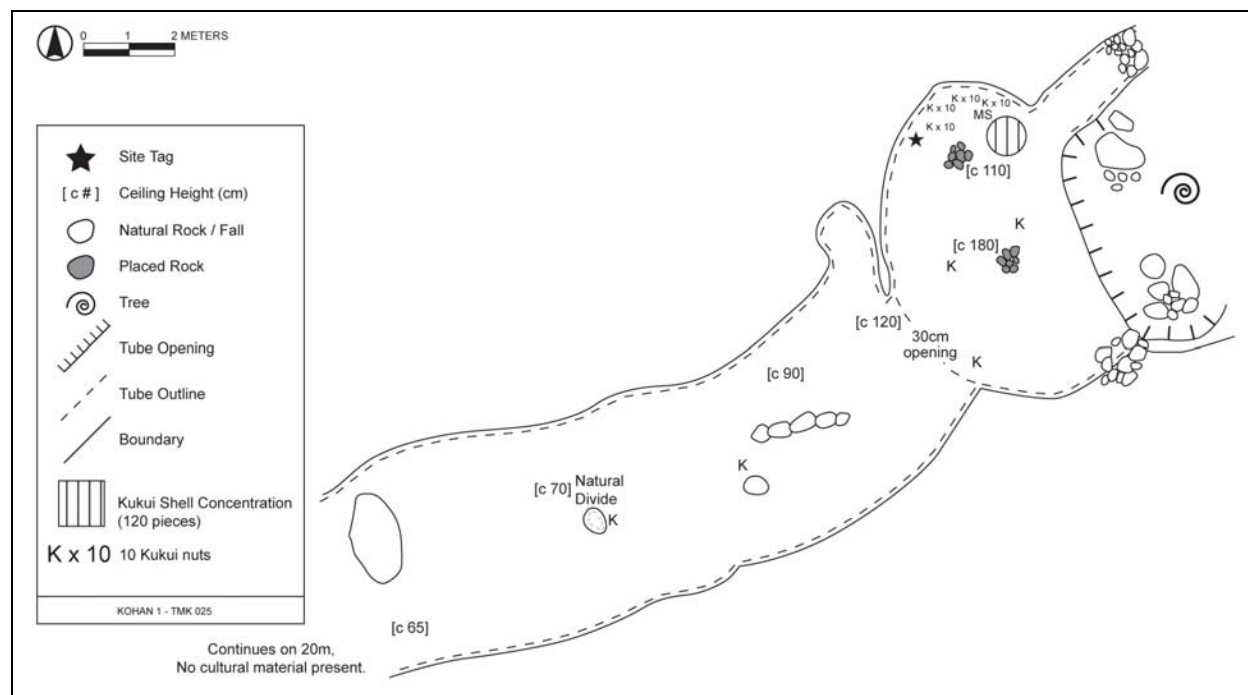 0 1 2 METERS
Site Tag
[ c # ] Ceiling Height (cm)
Natural Rock / Fall
Placed Rock
Tree
Tube Opening
Tube Outline
Boundary
Kukui Shell Concentration
(120 pieces)
K x 10 10 Kukui nuts
KOHAN 1 - TMK 025
K x 10 K x 10
K x 10
MS
K x 10
[c 110]
K
[c 180]
K
[c 120]
30cm
opening
K
[c 90]
K
[c 70] Natural
Divide
K
[c 65]
Continues on 20m,
No cultural material present.